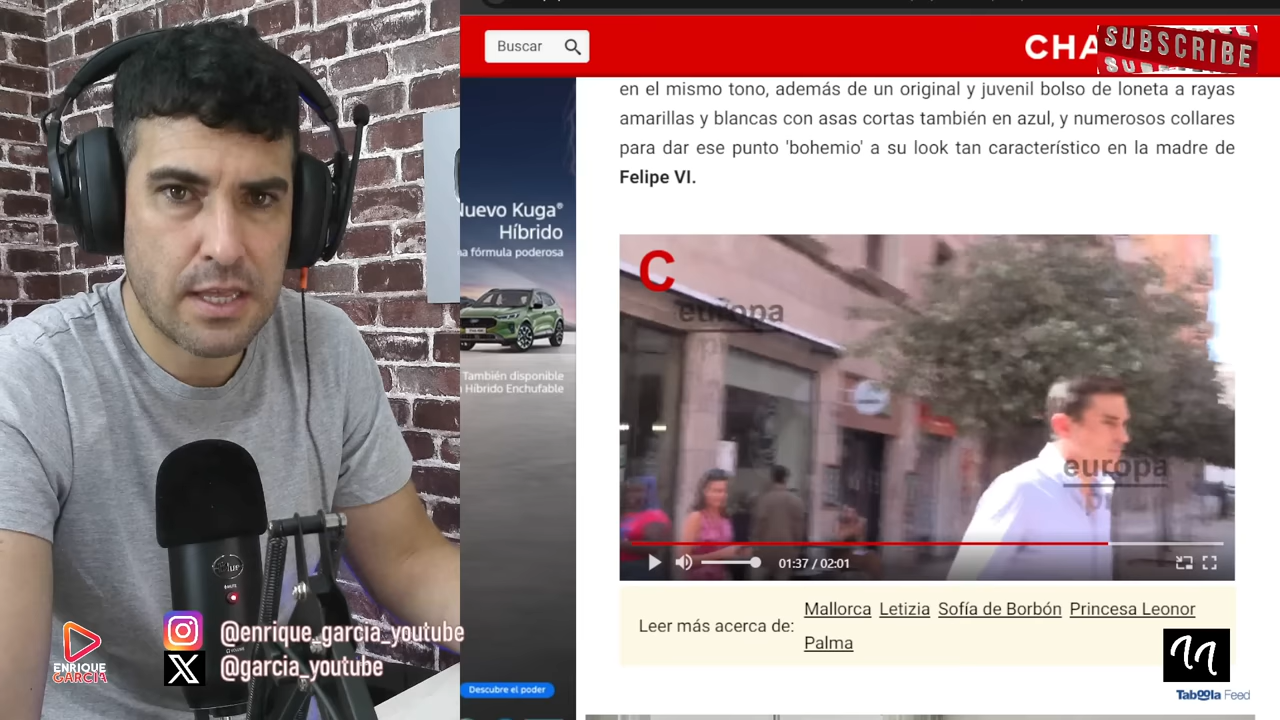 Buscar
CHA
SUBSCRIBE
en el mismo tono, además de un original y juvenil bolso de loneta a rayas
amarillas y blancas con asas cortas también en azul, y numerosos collares
para dar ese punto 'bohemio' a su look tan característico en la madre de
Felipe VI.
Nuevo Kuga®
Híbrido
a fórmula poderosa
También disponible
Híbrido Enchufable
Descubre el poder
C
europa
europa
01:37 / 02:01
Leer más acerca de:
Mallorca Letizia Sofía de Borbón Princesa Leonor
Palma
Taboola Feed
Blue
ENRIQUE
GARCIA
@enrique_garcia_youtube
@garcia_youtube